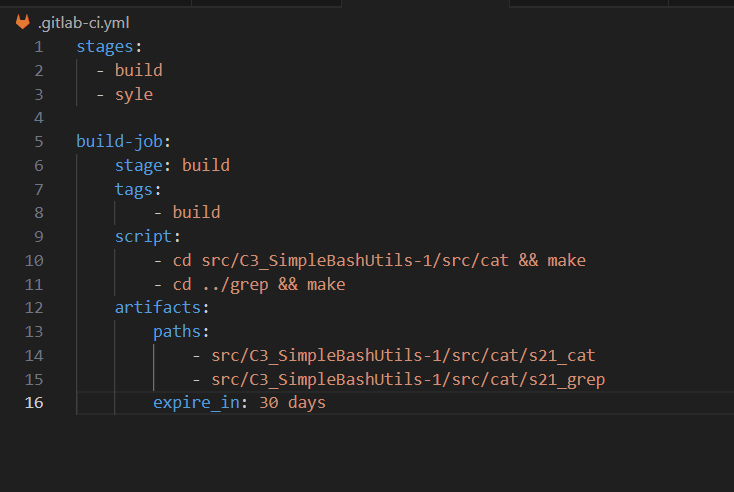 .gitlab-ci.yml
1 stages:
2 - build
3 - syle
4
5 build-job:
6 stage: build
7 tags:
8 - build
9 script:
10 - cd src/C3_SimpleBashUtils-1/src/cat && make
11 - cd ../grep && make
12 artifacts:
13 paths:
14 - src/C3_SimpleBashUtils-1/src/cat/s21_cat
15 - src/C3_SimpleBashUtils-1/src/cat/s21_grep
16 expire_in: 30 days